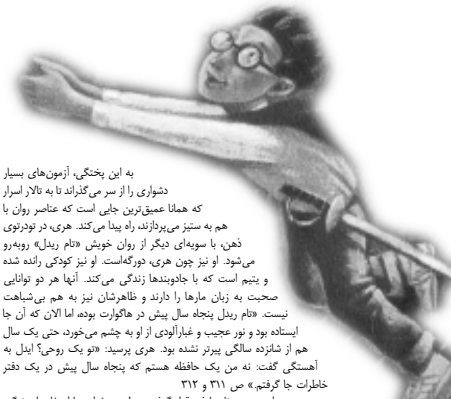 به این پختگی، آزمون‌های بسیار
دشواری را از سر می‌گذراند تا به تالار اسرار
که همانا عمیق‌ترین جایی است که عناصر روان با
هم به ستیز می‌پردازند، راه پیدا می‌کند. هری، در تودرتوی
ذهن، با سویه‌ای دیگر از روان خویش «تام ریدل» روبه‌رو
می‌شود. او نیز چون هری، دورگه‌است. او نیز کودکی رانده شده
و یتیم است که با جادوبندها زندگی می‌کند. آنها هر دو توانایی
صحبت به زبان مارها را دارند و ظاهرشان نیز به هم بی‌شباهت
نیست. «تام ریدل پنجاه سال پیش در هاگوارت بوده، اما الان که آن جا
ایستاده بود و نور عجیب و غبارآلودی از او به چشم می‌خورد، حتی یک سال
هم از شانزده سالگی پیرتر نشده بود. هری پرسید: «تو یک روحی؟ ایدل به
آهستگی گفت: نه من یک حافظه هستم که پنجاه سال پیش در یک دفتر
خاطرات جا گرفتم.» ص ۳۱۱ و ۳۱۲